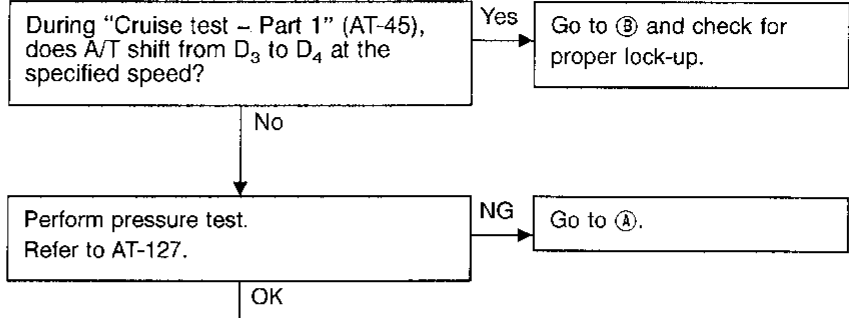 During “Cruise test – Part 1” (AT-45),
does A/T shift from D₃ to D₄ at the
specified speed?
Yes
Go to Ⓑ and check for
proper lock-up.
No
Perform pressure test.
Refer to AT-127.
NG
Go to Ⓐ.
OK